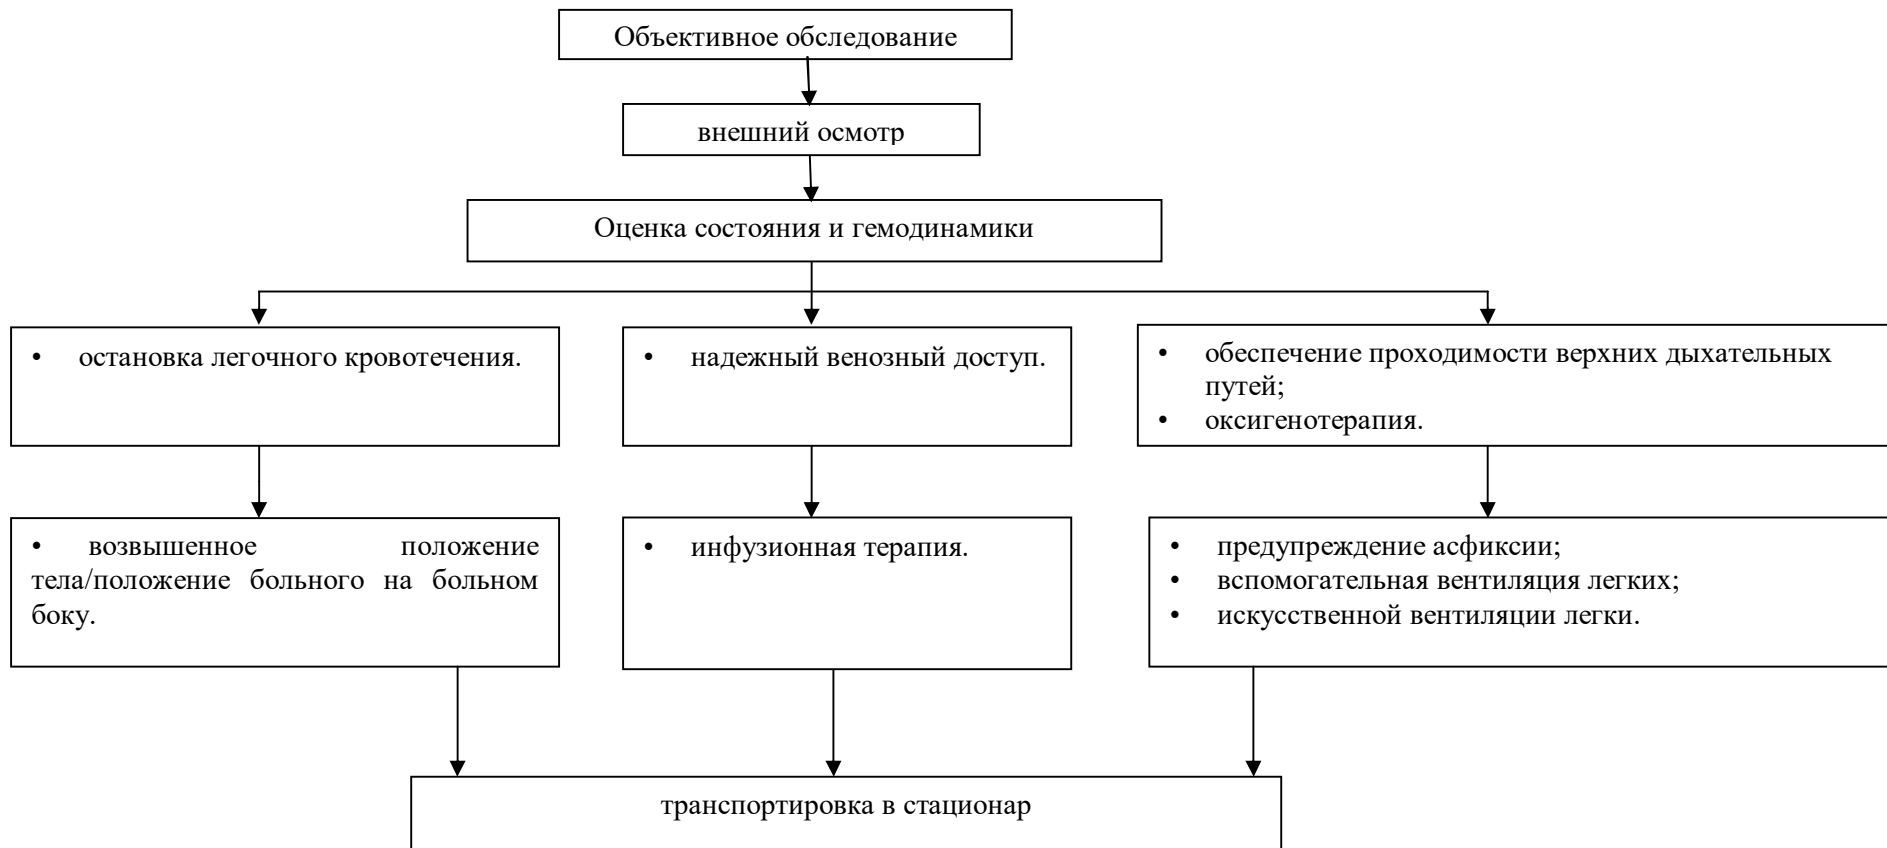 Объективное обследование
внешний осмотр
Оценка состояния и гемодинамики
• остановка легочного кровотечения.
• надежный венозный доступ.
• обеспечение проходимости верхних дыхательных
путей;
• оксигенотерапия.
• возвышенное положение
тела/положение больного на больном
боку.
• инфузионная терапия.
• предупреждение асфиксии;
• вспомогательная вентиляция легких;
• искусственной вентиляции легки.
транспортировка в стационар